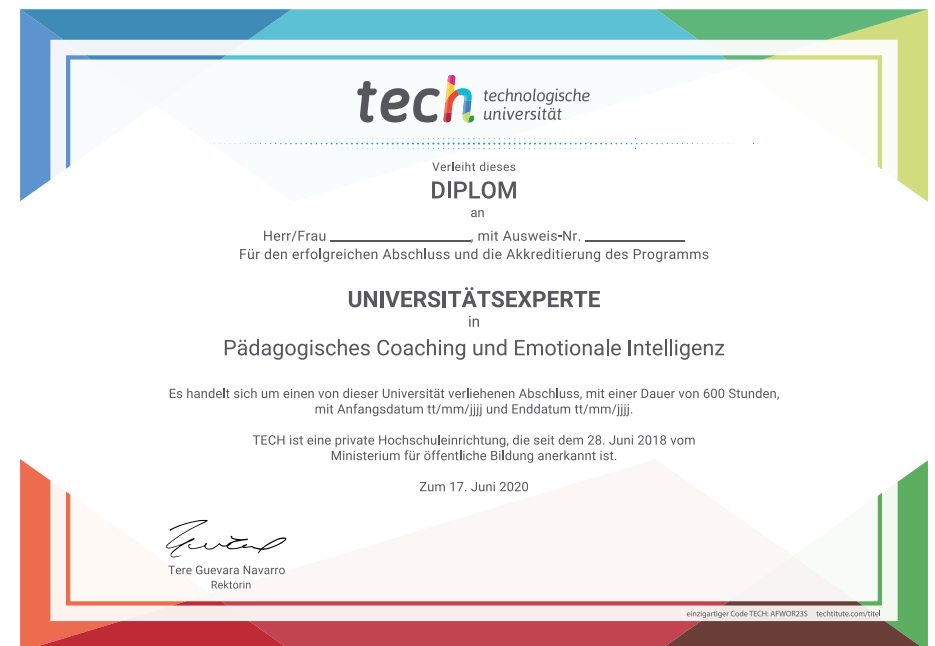 tech technologische
universität
Verleiht dieses
DIPLOM
an
Herr/Frau ____________________, mit Ausweis-Nr. ______________
Für den erfolgreichen Abschluss und die Akkreditierung des Programms
UNIVERSITÄTSEXPERTE
in
Pädagogisches Coaching und Emotionale Intelligenz
Es handelt sich um einen von dieser Universität verliehenen Abschluss, mit einer Dauer von 600 Stunden,
mit Anfangsdatum tt/mm/jjjj und Enddatum tt/mm/jjjj.
TECH ist eine private Hochschuleinrichtung, die seit dem 28. Juni 2018 vom
Ministerium für öffentliche Bildung anerkannt ist.
Zum 17. Juni 2020
Tere Guevara Navarro
Rektorin
einzigartiger Code TECH: AFWOR235 techtitute.com/titel